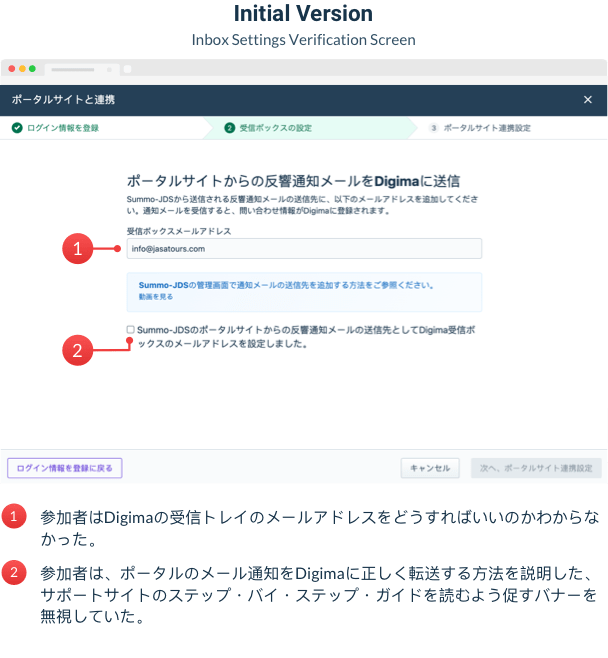 Initial Version
Inbox Settings Verification Screen
ポータルサイトと連携
ログイン情報を登録
2 受信ボックスの設定
3 ポータルサイト連携設定
ポータルサイトからの反響通知メールをDigimaに送信
Summo-JDSから送信される反響通知メールの送信先に、以下のメールアドレスを追加してくださ
い。通知メールを受信すると、問い合わせ情報がDigimaに登録されます。
受信ボックスメールアドレス
1
info@jasatours.com
Summo-JDSの管理画面で通知メールの送信先を追加する方法をご参照ください。
動画を見る
Summo-JDSのポータルサイトからの反響通知メールの送信先としてDigima受信ボ
2
ックスのメールアドレスを設定しました。
ログイン情報を登録に戻る
キャンセル
次へ、ポータルサイト連携設定
1 参加者はDigimaの受信トレイのメールアドレスをどうすればいいのかわからな
かった。
2 参加者は、ポータルのメール通知をDigimaに正しく転送する方法を説明した、
サポートサイトのステップ・バイ・ステップ・ガイドを読むよう促すバナーを
無視していた。